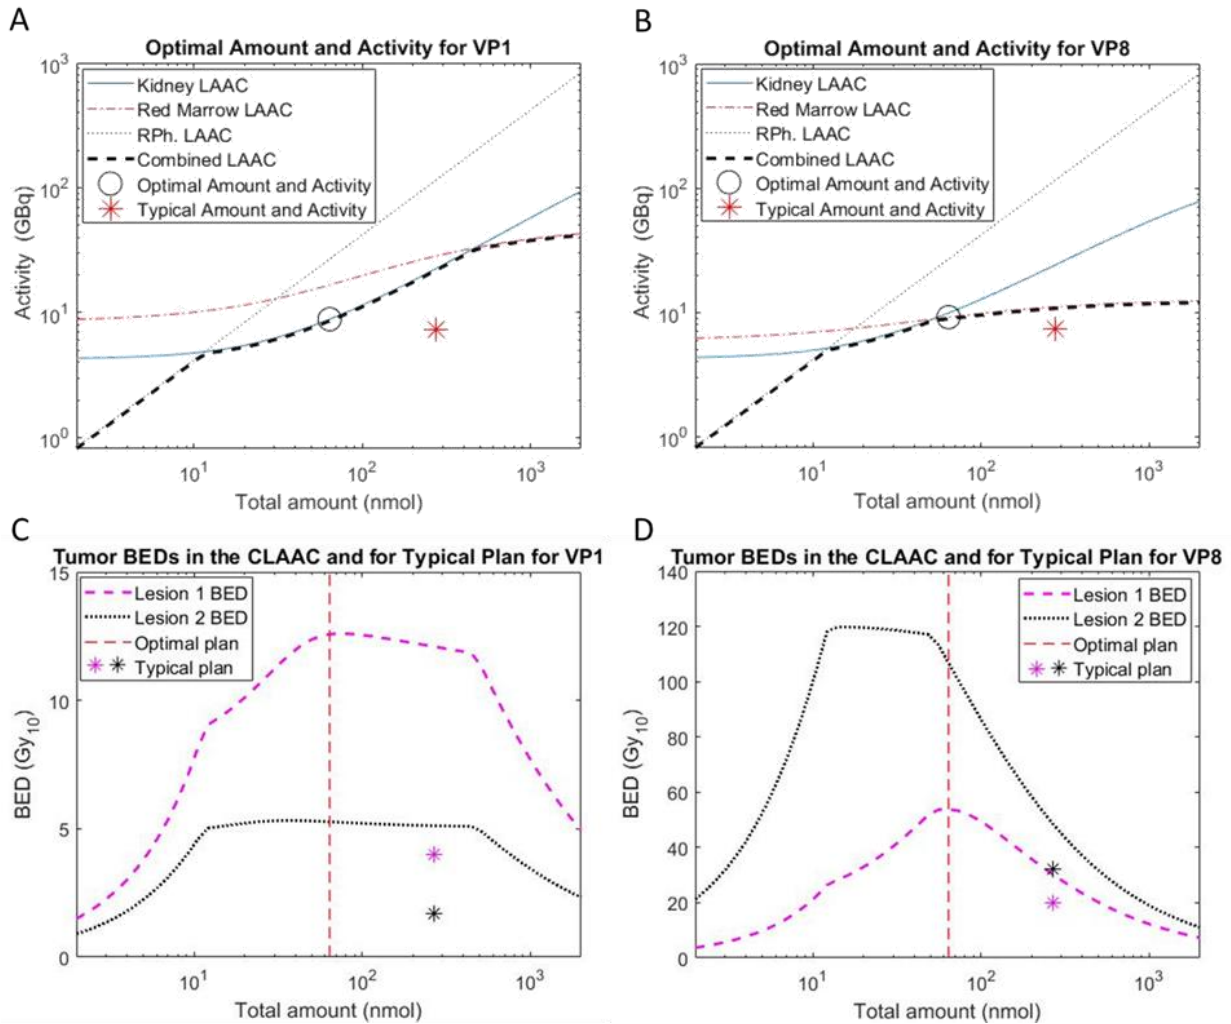 A
Optimal Amount and Activity for VP1
10³
10²
10¹
10⁰
Activity (GBq)
Kidney LAAC
Red Marrow LAAC
RPh. LAAC
Combined LAAC
Optimal Amount and Activity
Typical Amount and Activity
10¹
10²
10³
Total amount (nmol)
B
Optimal Amount and Activity for VP8
10³
10²
10¹
10⁰
Activity (GBq)
Kidney LAAC
Red Marrow LAAC
RPh. LAAC
Combined LAAC
Optimal Amount and Activity
Typical Amount and Activity
10¹
10²
10³
Total amount (nmol)
C
Tumor BEDs in the CLAAC and for Typical Plan for VP1
15
10
5
0
BED (Gy₁₀)
Lesion 1 BED
Lesion 2 BED
Optimal plan
Typical plan
10¹
10²
10³
Total amount (nmol)
D
Tumor BEDs in the CLAAC and for Typical Plan for VP8
140
120
100
80
60
40
20
0
BED (Gy₁₀)
Lesion 1 BED
Lesion 2 BED
Optimal plan
Typical plan
10¹
10²
10³
Total amount (nmol)